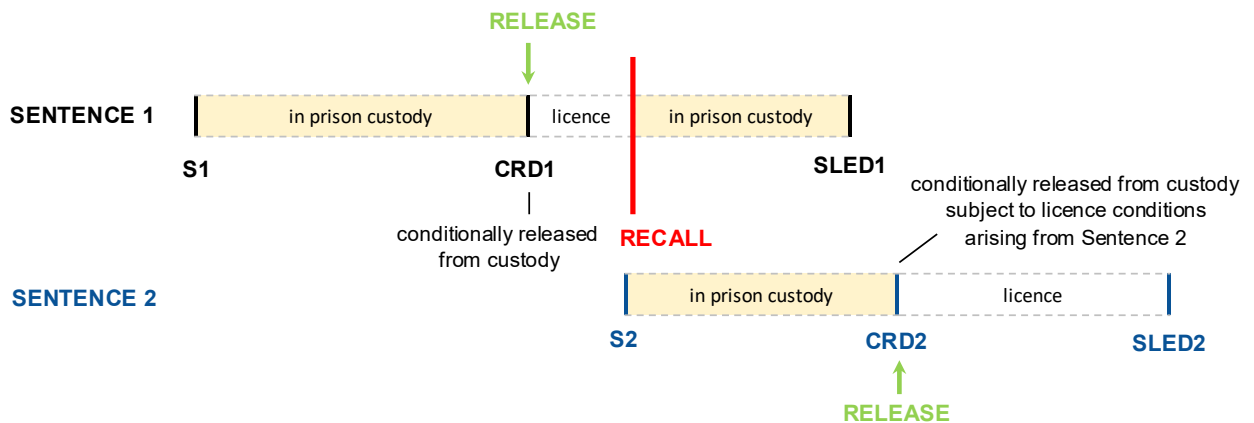 RELEASE
SENTENCE 1
in prison custody
licence
in prison custody
S1
CRD1
SLED1
conditionally released
from custody
RECALL
conditionally released from custody
subject to licence conditions
arising from Sentence 2
SENTENCE 2
in prison custody
licence
S2
CRD2
SLED2
RELEASE